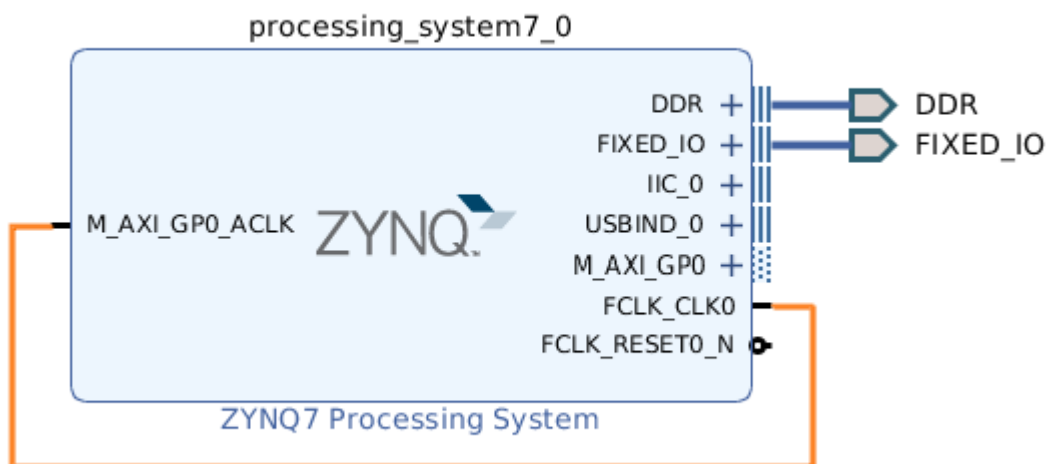 processing_system7_0
DDR
DDR
FIXED_IO
FIXED_IO
IIC_0
M_AXI_GP0_ACLK
ZYNQ
USBIND_0
M_AXI_GP0
FCLK_CLK0
FCLK_RESET0_N
ZYNQ7 Processing System